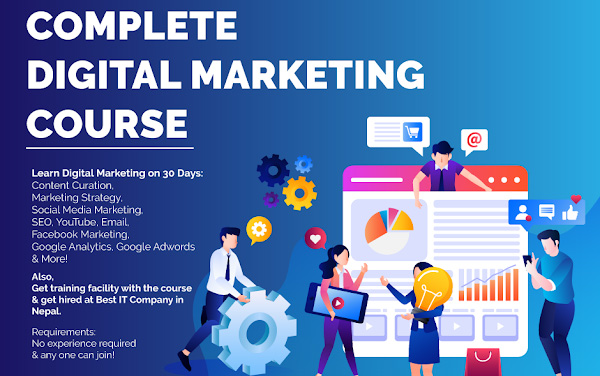 COMPLETE
DIGITAL MARKETING
COURSE
Learn Digital Marketing on 30 Days:
Content Curation,
Marketing Strategy,
Social Media Marketing,
SEO, YouTube, Email,
Facebook Marketing,
Google Analytics, Google Adwords
& More!
Also,
Get training facility with the course
& get hired at Best IT Company in
Nepal.
Requirements:
No experience required
& any one can join!
@